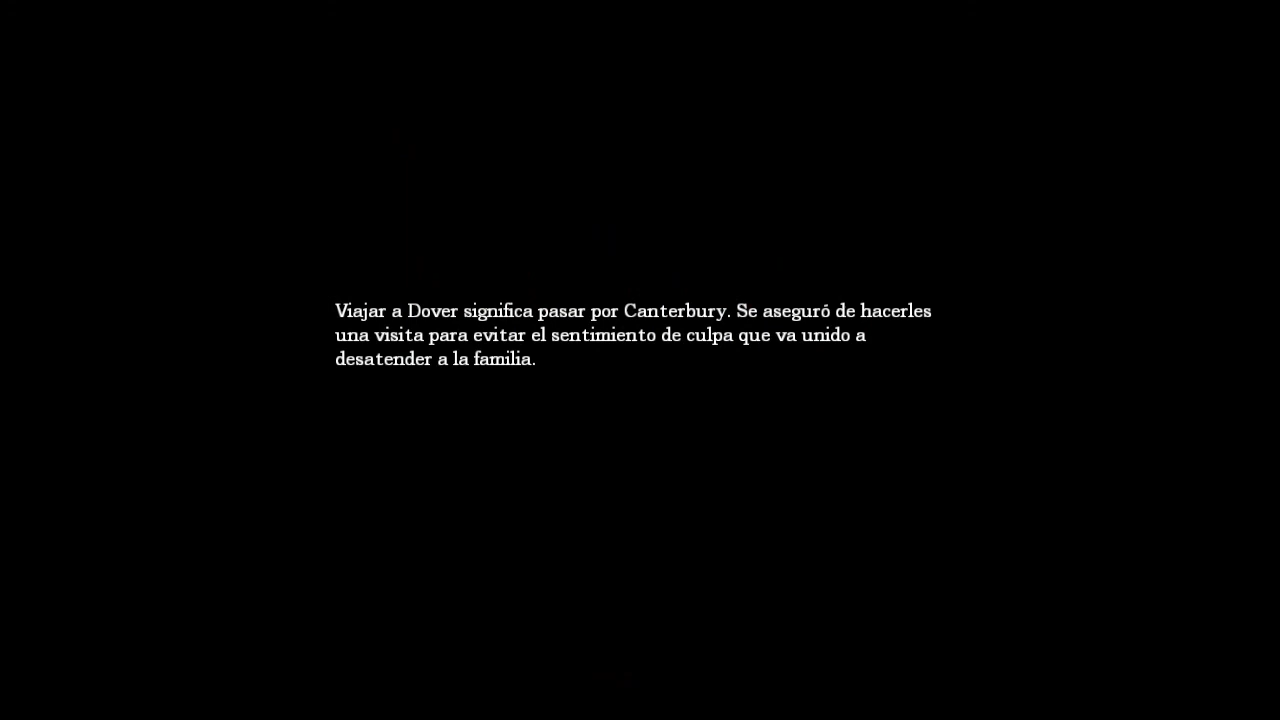 Viajar a Dover significa pasar por Canterbury. Se aseguró de hacerles
una visita para evitar el sentimiento de culpa que va unido a
desatender a la familia.